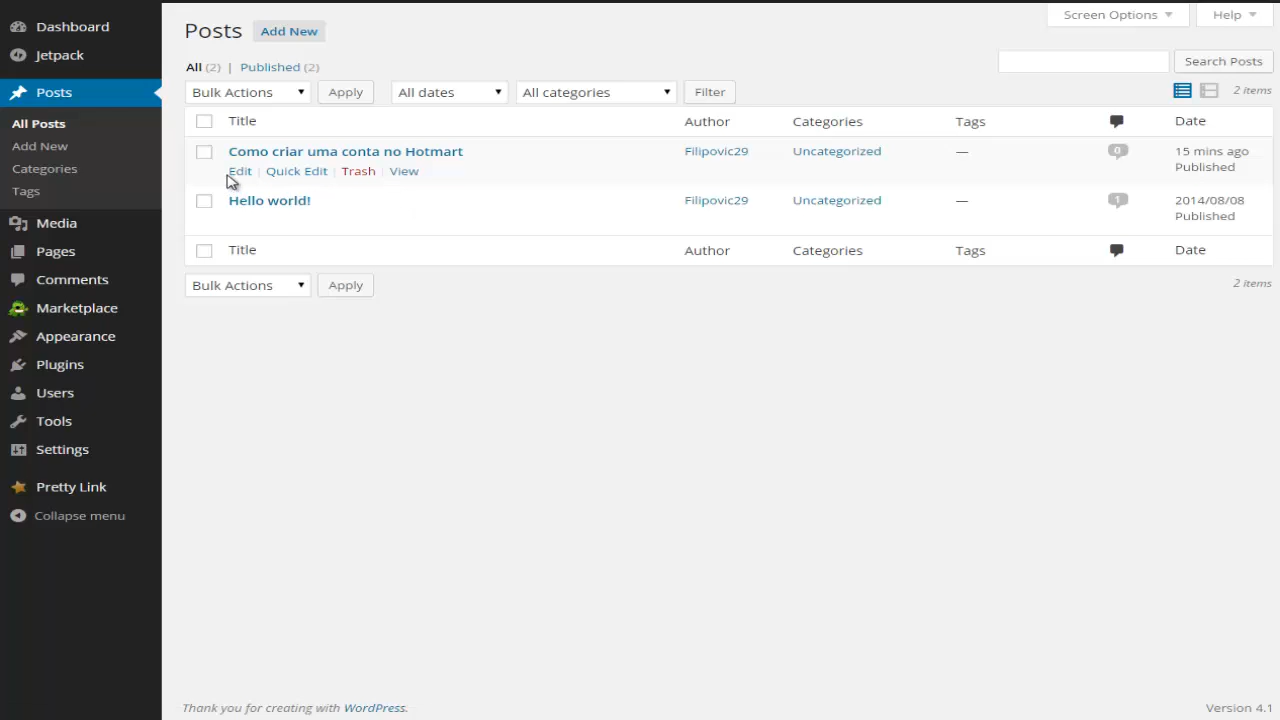 Dashboard
Jetpack
Posts
All Posts
Add New
Categories
Tags
Media
Pages
Comments
Marketplace
Appearance
Plugins
Users
Tools
Settings
Pretty Link
Collapse menu
Screen Options Help
Posts Add New
All (2) | Published (2)
Search Posts
Bulk Actions Apply All dates All categories Filter 2 items
Title Author Categories Tags Date
Como criar uma conta no Hotmart Filipovic29 Uncategorized — 0 15 mins ago
Published
Edit | Quick Edit | Trash | View
Hello world! Filipovic29 Uncategorized — 1 2014/08/08
Published
Title Author Categories Tags Date
Bulk Actions Apply 2 items
Thank you for creating with WordPress. Version 4.1